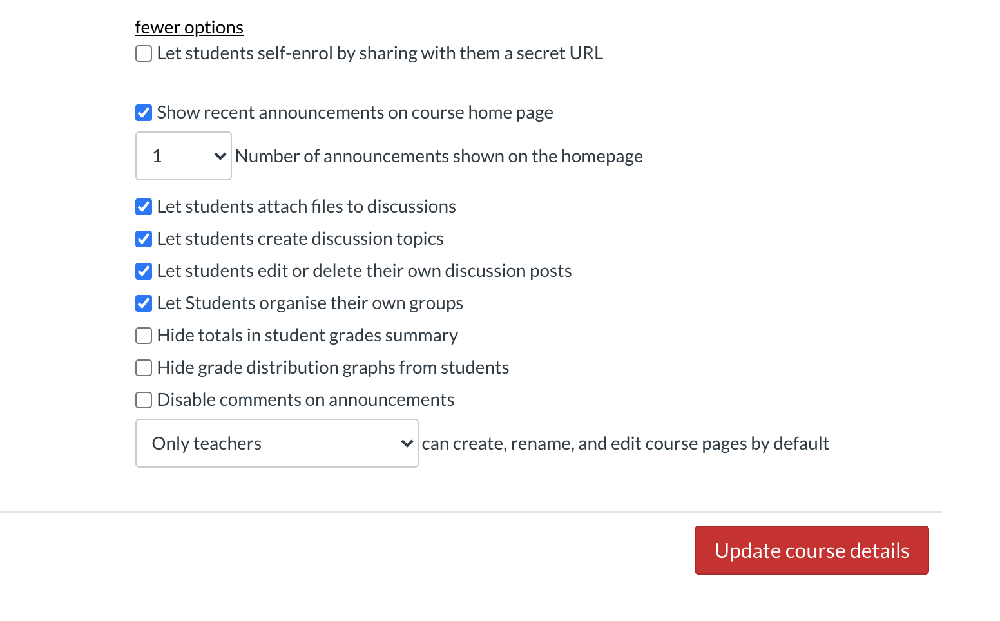 fewer options
Let students self-enrol by sharing with them a secret URL
Show recent announcements on course home page
1 Number of announcements shown on the homepage
Let students attach files to discussions
Let students create discussion topics
Let students edit or delete their own discussion posts
Let Students organise their own groups
Hide totals in student grades summary
Hide grade distribution graphs from students
Disable comments on announcements
Only teachers can create, rename, and edit course pages by default
Update course details